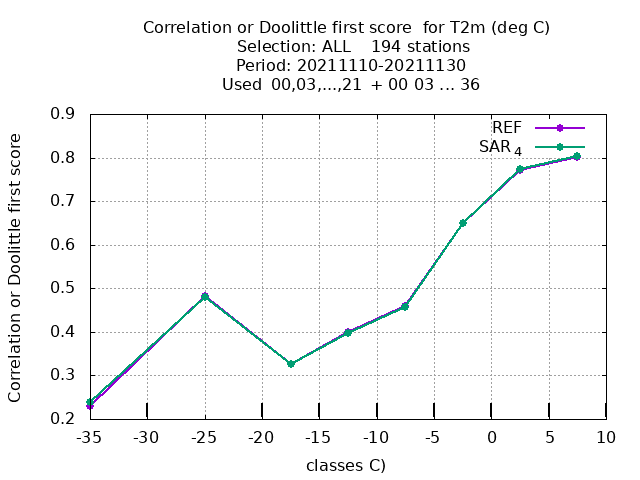 Correlation or Doolittle first score  for T2m (deg C)
Selection: ALL    194 stations
Period: 20211110-20211130
Used  00,03,...,21  + 00 03 ... 36
REF
SAR 4
Correlation or Doolittle first score
0.9
0.8
0.7
0.6
0.5
0.4
0.3
0.2
-35 -30 -25 -20 -15 -10 -5 0 5 10
classes C)